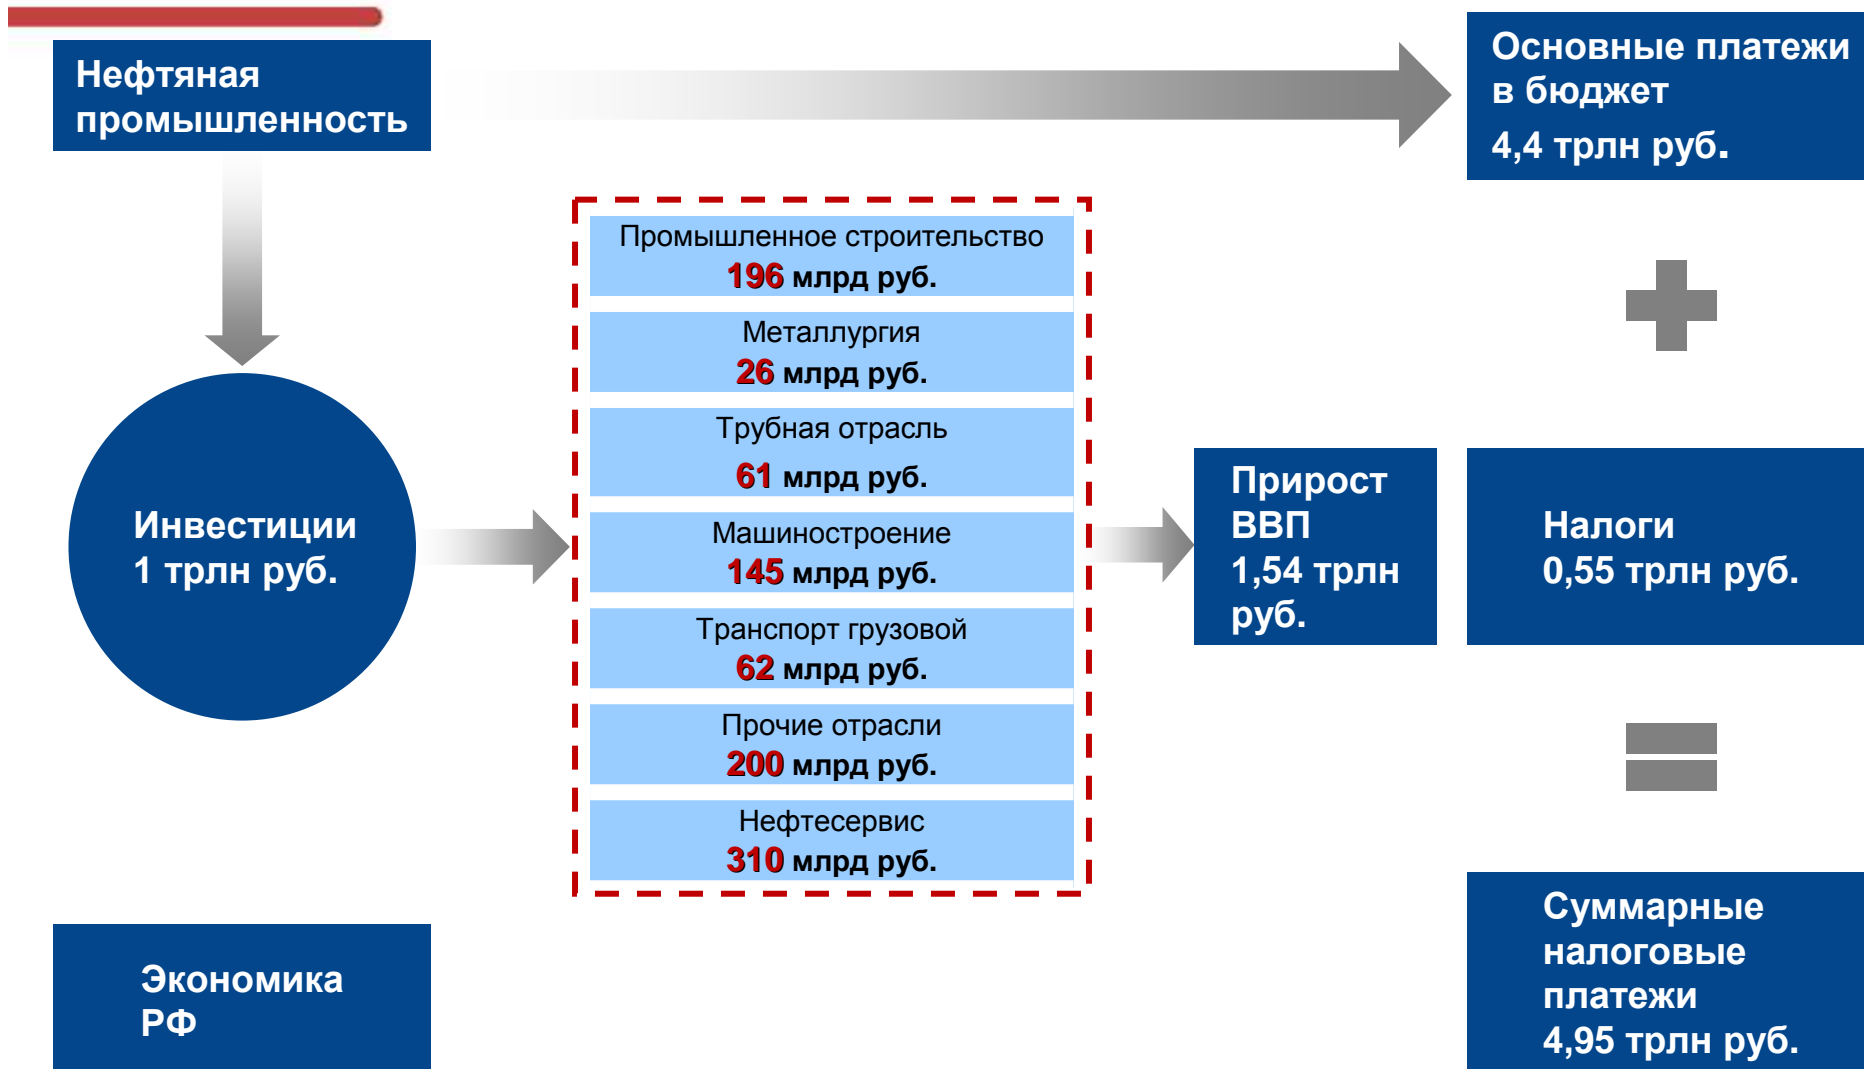 Нефтяная
промышленность
Основные платежи
в бюджет
4,4 трлн руб.
Промышленное строительство
196 млрд руб.
Металлургия
26 млрд руб.
Трубная отрасль
61 млрд руб.
Машиностроение
145 млрд руб.
Транспорт грузовой
62 млрд руб.
Прочие отрасли
200 млрд руб.
Нефтесервис
310 млрд руб.
Инвестиции
1 трлн руб.
Прирост
ВВП
1,54 трлн
руб.
Налоги
0,55 трлн руб.
Экономика
РФ
Суммарные
налоговые
платежи
4,95 трлн руб.